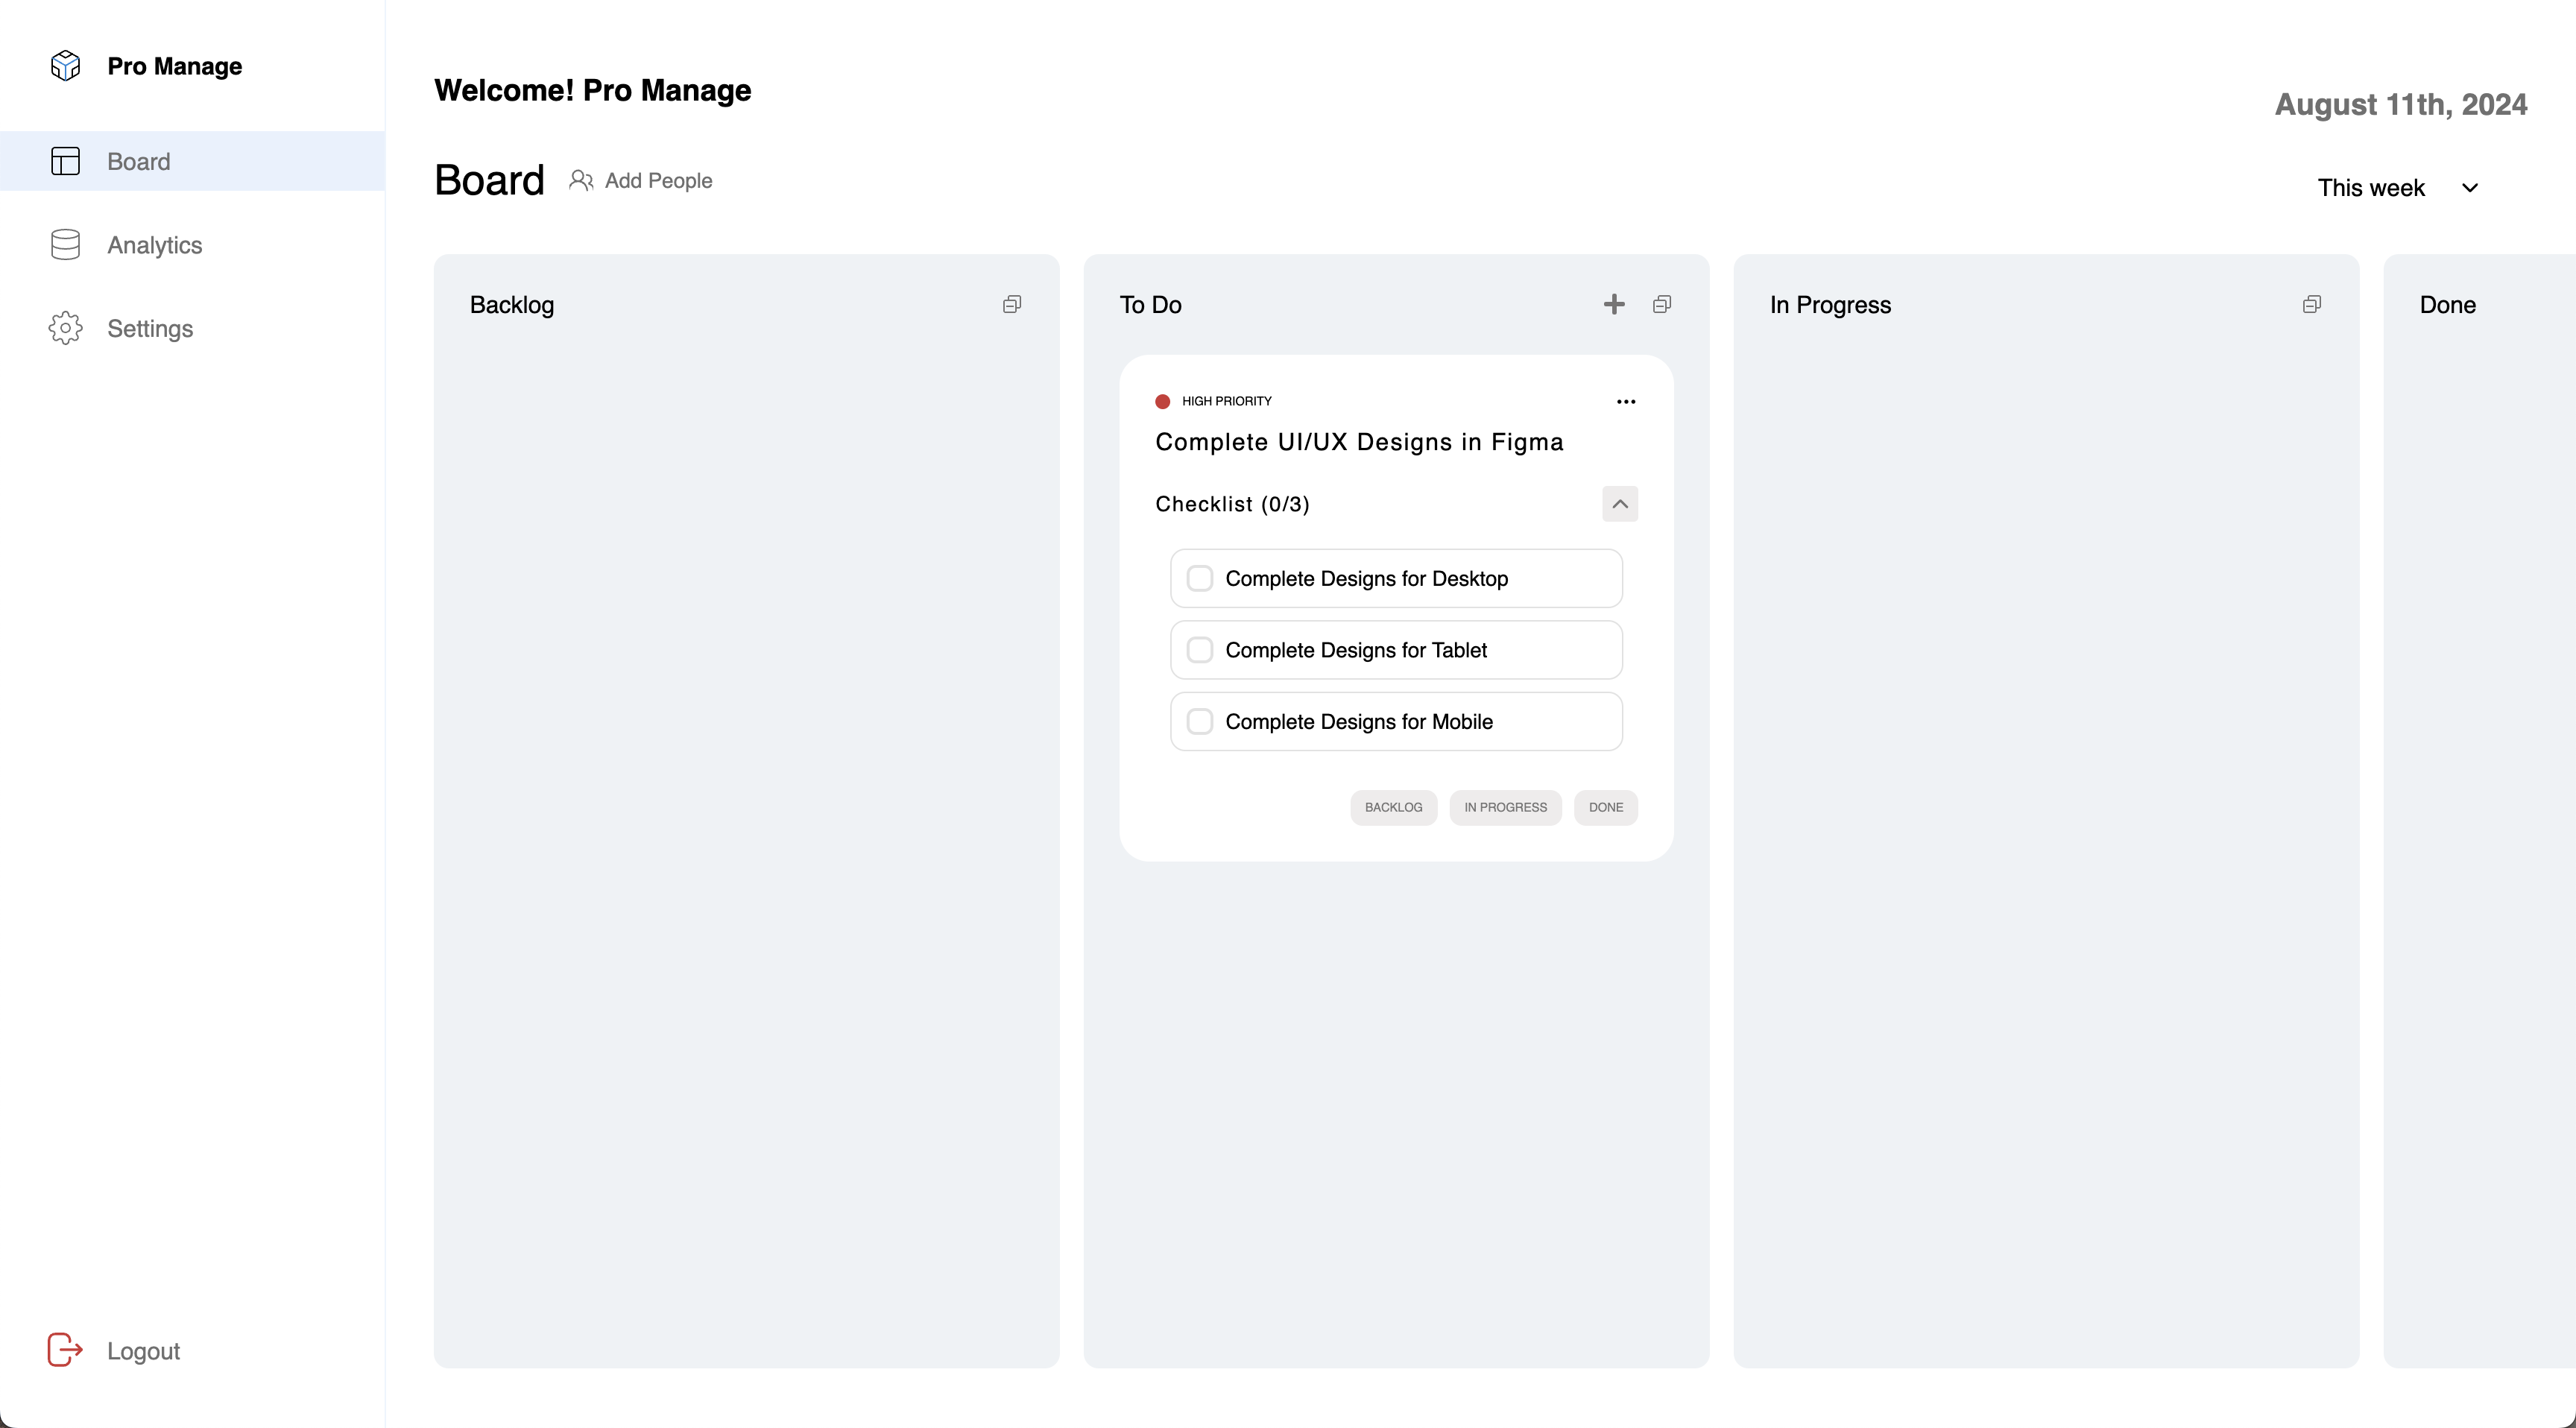 Pro Manage
Board
Analytics
Settings
Logout
Welcome! Pro Manage
August 11th, 2024
Board
Add People
This week
Backlog
To Do
HIGH PRIORITY
Complete UI/UX Designs in Figma
Checklist (0/3)
Complete Designs for Desktop
Complete Designs for Tablet
Complete Designs for Mobile
BACKLOG
IN PROGRESS
DONE
In Progress
Done